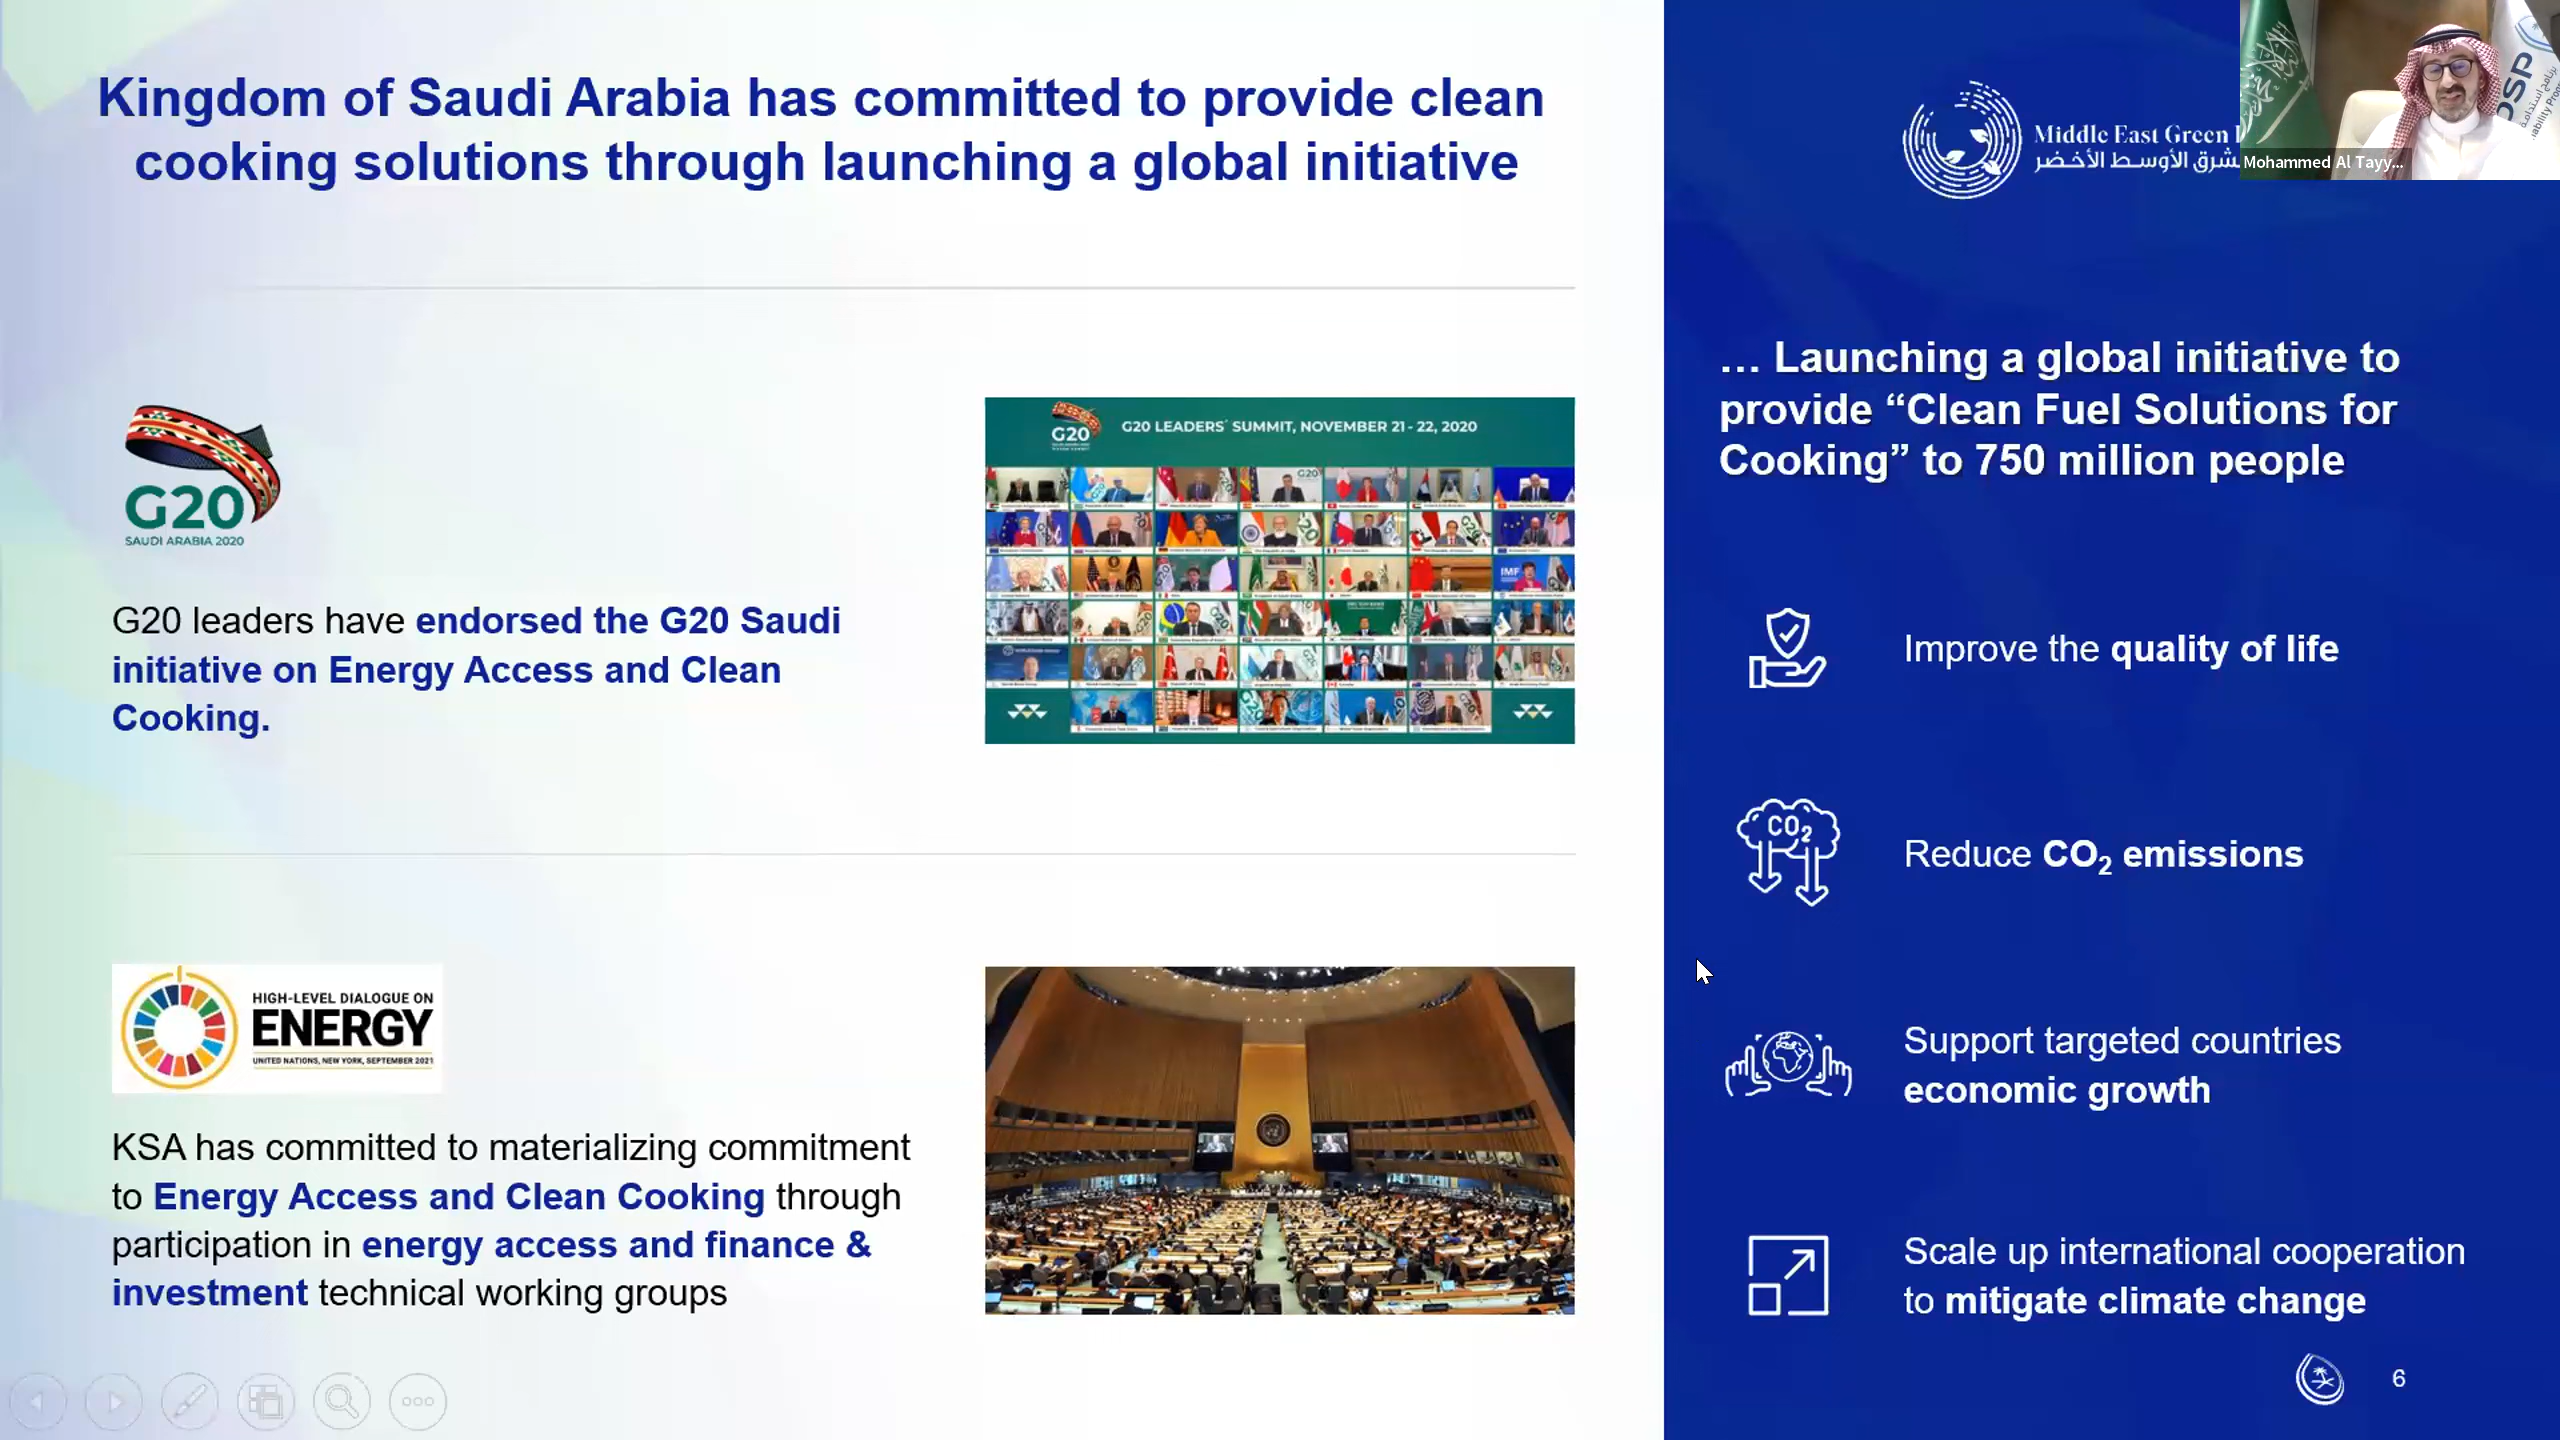 Kingdom of Saudi Arabia has committed to provide clean
cooking solutions through launching a global initiative
G20
SAUDI ARABIA 2020
G20 leaders have endorsed the G20 Saudi
initiative on Energy Access and Clean
Cooking.
G20
G20 LEADERS' SUMMIT, NOVEMBER 21 - 22, 2020
G20
IMF
HIGH-LEVEL DIALOGUE ON
ENERGY
UNITED NATIONS, NEW YORK, SEPTEMBER 2021
KSA has committed to materializing commitment
to Energy Access and Clean Cooking through
participation in energy access and finance &
investment technical working groups
Middle East Green
الشرق الأوسط الأخضر
Mohammed Al Tayy...
… Launching a global initiative to
provide “Clean Fuel Solutions for
Cooking” to 750 million people
Improve the quality of life
CO₂
Reduce CO₂ emissions
Support targeted countries
economic growth
Scale up international cooperation
to mitigate climate change
6